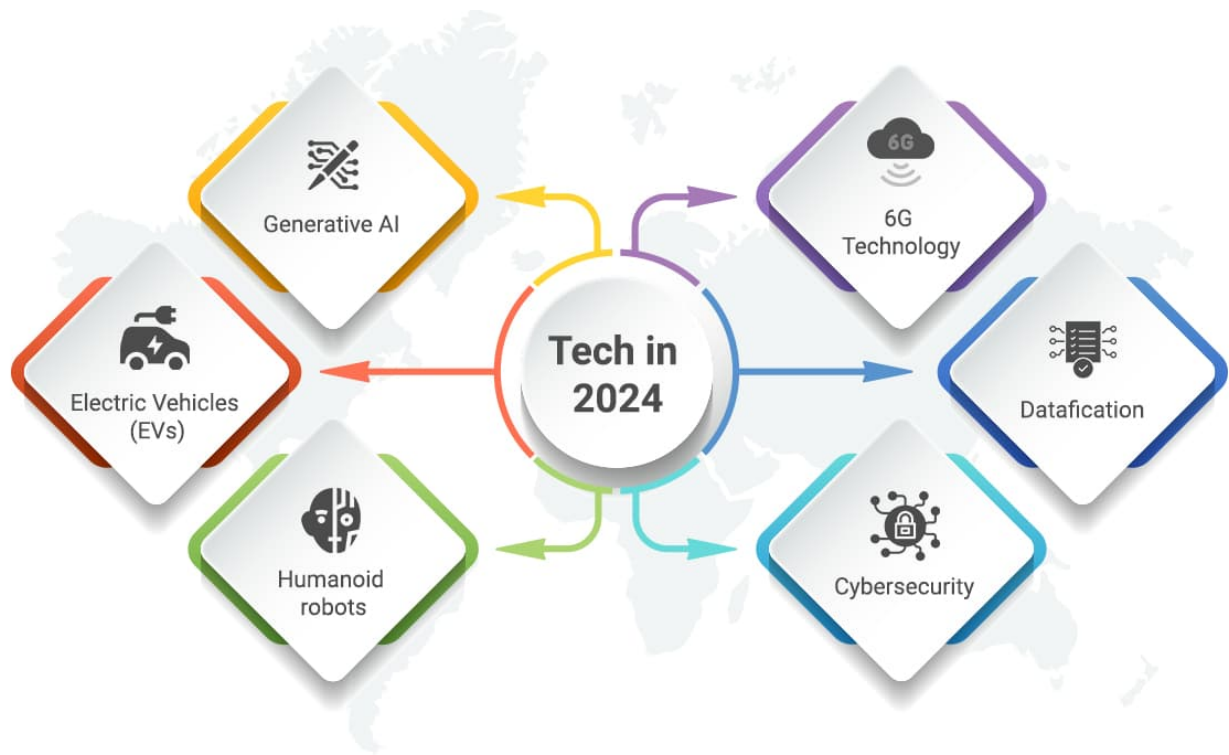 Tech in
2024
Generative AI
Electric Vehicles
(EVs)
Humanoid
robots
6G
6G
Technology
Datafication
Cybersecurity